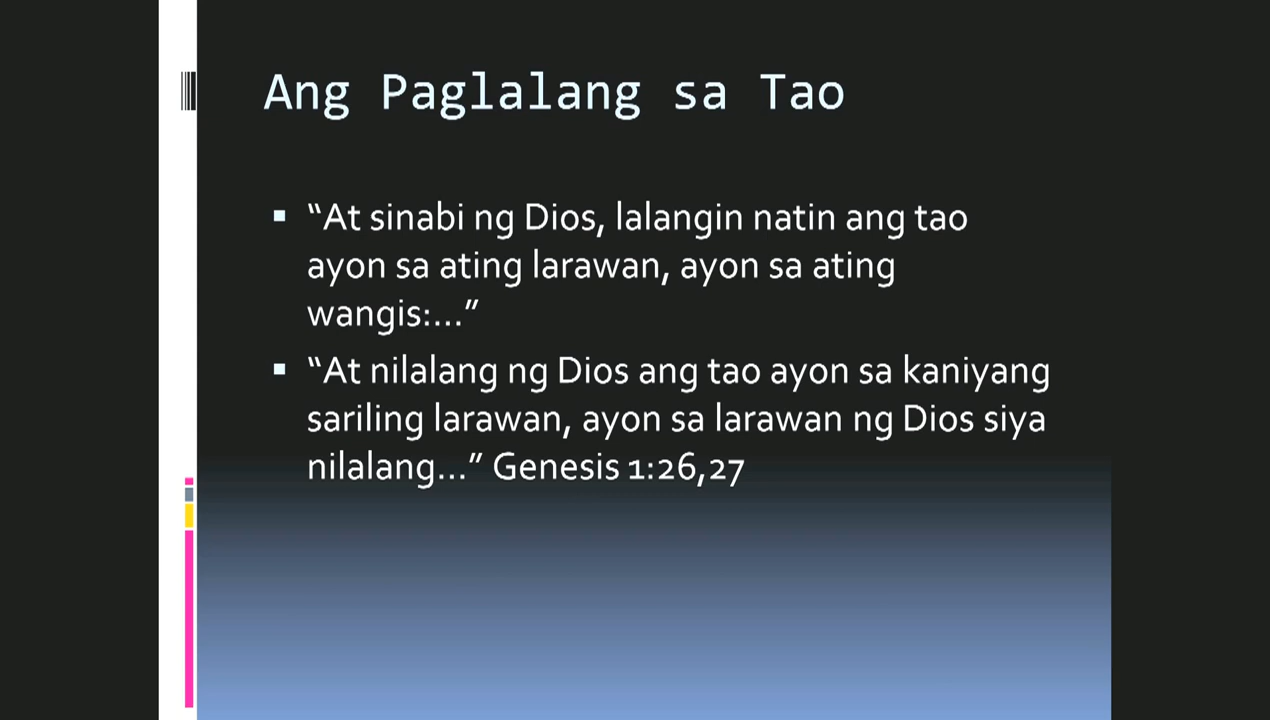 Ang Paglalang sa Tao
▪ “At sinabi ng Dios, lalangin natin ang tao
ayon sa ating larawan, ayon sa ating
wangis:...”
▪ “At nilalang ng Dios ang tao ayon sa kaniyang
sariling larawan, ayon sa larawan ng Dios siya
nilalang...” Genesis 1:26,27